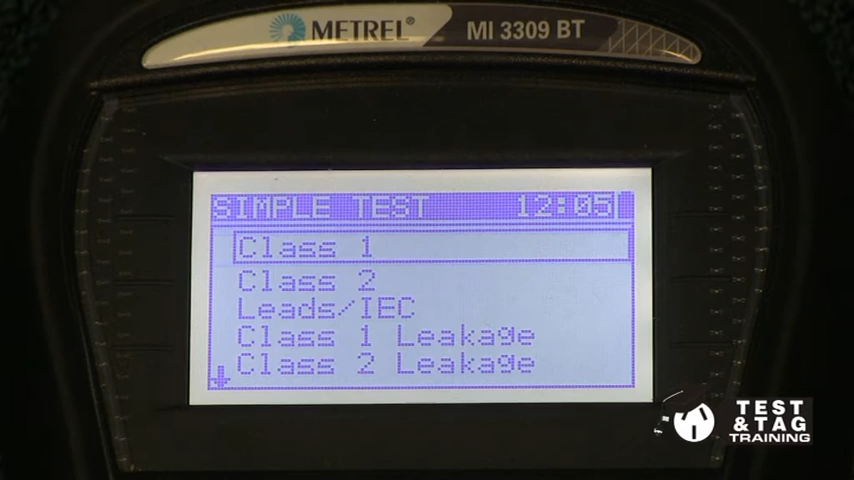 METREL® MI 3309 BT
SIMPLE TEST 12:05
Class 1
Class 2
Leads/IEC
Class 1 Leakage
Class 2 Leakage
TEST
& TAG
TRAINING